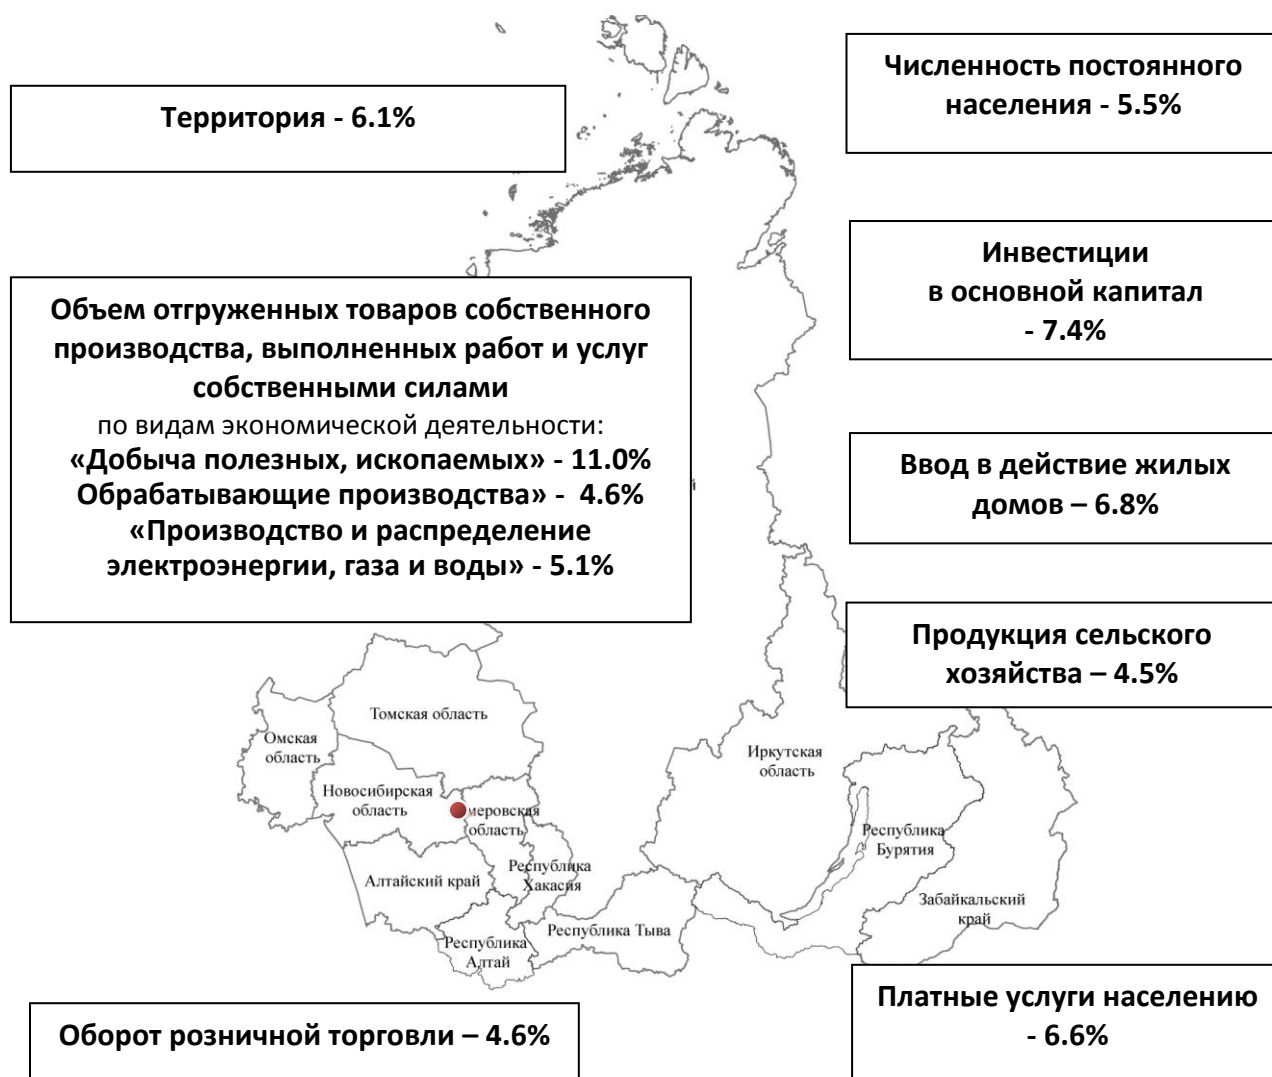 Территория - 6.1%
Численность постоянного
населения - 5.5%
Инвестиции
в основной капитал
- 7.4%
Объем отгруженных товаров собственного
производства, выполненных работ и услуг
собственными силами
по видам экономической деятельности:
«Добыча полезных, ископаемых» - 11.0%
Обрабатывающие производства» - 4.6%
«Производство и распределение
электроэнергии, газа и воды» - 5.1%
Ввод в действие жилых
домов – 6.8%
Продукция сельского
хозяйства – 4.5%
Томская область
Омская
область
Новосибирская
область
меровская
область
Алтайский край
Республика
Хакасия
Республика
Алтай
Республика Тыва
Иркутская
область
Республика
Бурятия
Забайкальский
край
Оборот розничной торговли – 4.6%
Платные услуги населению
- 6.6%